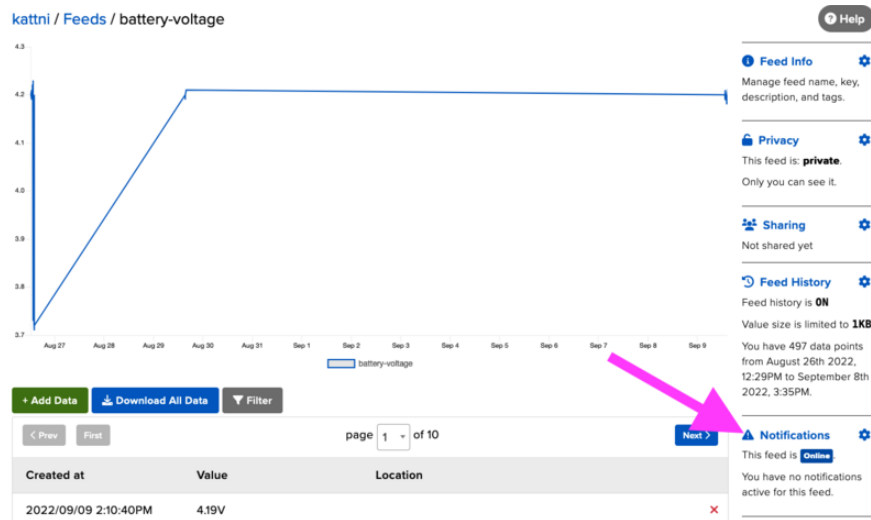 kattni / Feeds / battery-voltage
Help
4.3
4.2
4.1
4.0
3.9
3.8
3.7
Aug 27 Aug 28 Aug 29 Aug 30 Aug 31 Sep 1 Sep 2 Sep 3 Sep 4 Sep 5 Sep 6 Sep 7 Sep 8 Sep 9
battery-voltage
+ Add Data
Download All Data
Filter
< Prev
First
page 1 of 10
Next >
Created at Value Location
2022/09/09 2:10:40PM 4.19V ×
Feed Info
Manage feed name, key,
description, and tags.
Privacy
This feed is: private.
Only you can see it.
Sharing
Not shared yet
Feed History
Feed history is ON
Value size is limited to 1KB
You have 497 data points
from August 26th 2022,
12:29PM to September 8th
2022, 3:35PM.
Notifications
This feed is Online.
You have no notifications
active for this feed.